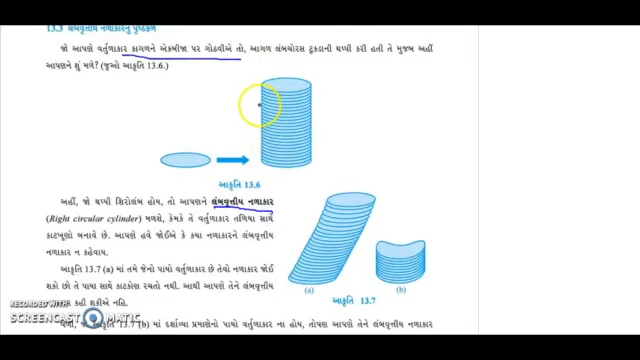 13.3 લંબવૃત્તીય નળાકારનું પૃષ્ઠફળ
જો આપણે વર્તુળાકાર કાગળને એકબીજા પર ગોઠવીએ તો, આગળ લંબચોરસ ટુકડાની થપ્પી કરી હતી તે મુજબ અહીં
આપણને શું મળે? (જુઓ આકૃતિ 13.6.)
આકૃતિ 13.6
અહીં, જો થપ્પી શિરોલંબ હોય, તો આપણને લંબવૃત્તીય નળાકાર
(Right circular cylinder) મળશે, કેમકે તે વર્તુળાકાર તળિયા સાથે
કાટખૂણો બનાવે છે. આપણે હવે જોઈએ કે કયા નળાકારને લંબવૃત્તીય
નળાકાર ન કહેવાય.
આકૃતિ 13.7 (a) માં તમે જેનો પાયો વર્તુળાકાર છે તેવો નળાકાર જોઈ
શકો છો તે પાયા સાથે કાટકોણ રચતો નથી. આથી આપણે તેને લંબવૃત્તીય
કહી શકીએ નહિ.
(a)
(b)
આકૃતિ 13.7
વળી, જો આકૃતિ 13.7 (b) માં દર્શાવ્યા પ્રમાણેનો પાયો વર્તુળાકાર ના હોય, તોપણ આપણે તેને લંબવૃત્તીય નળાકાર
RECORDED WITH
SCREENCAST MATIC